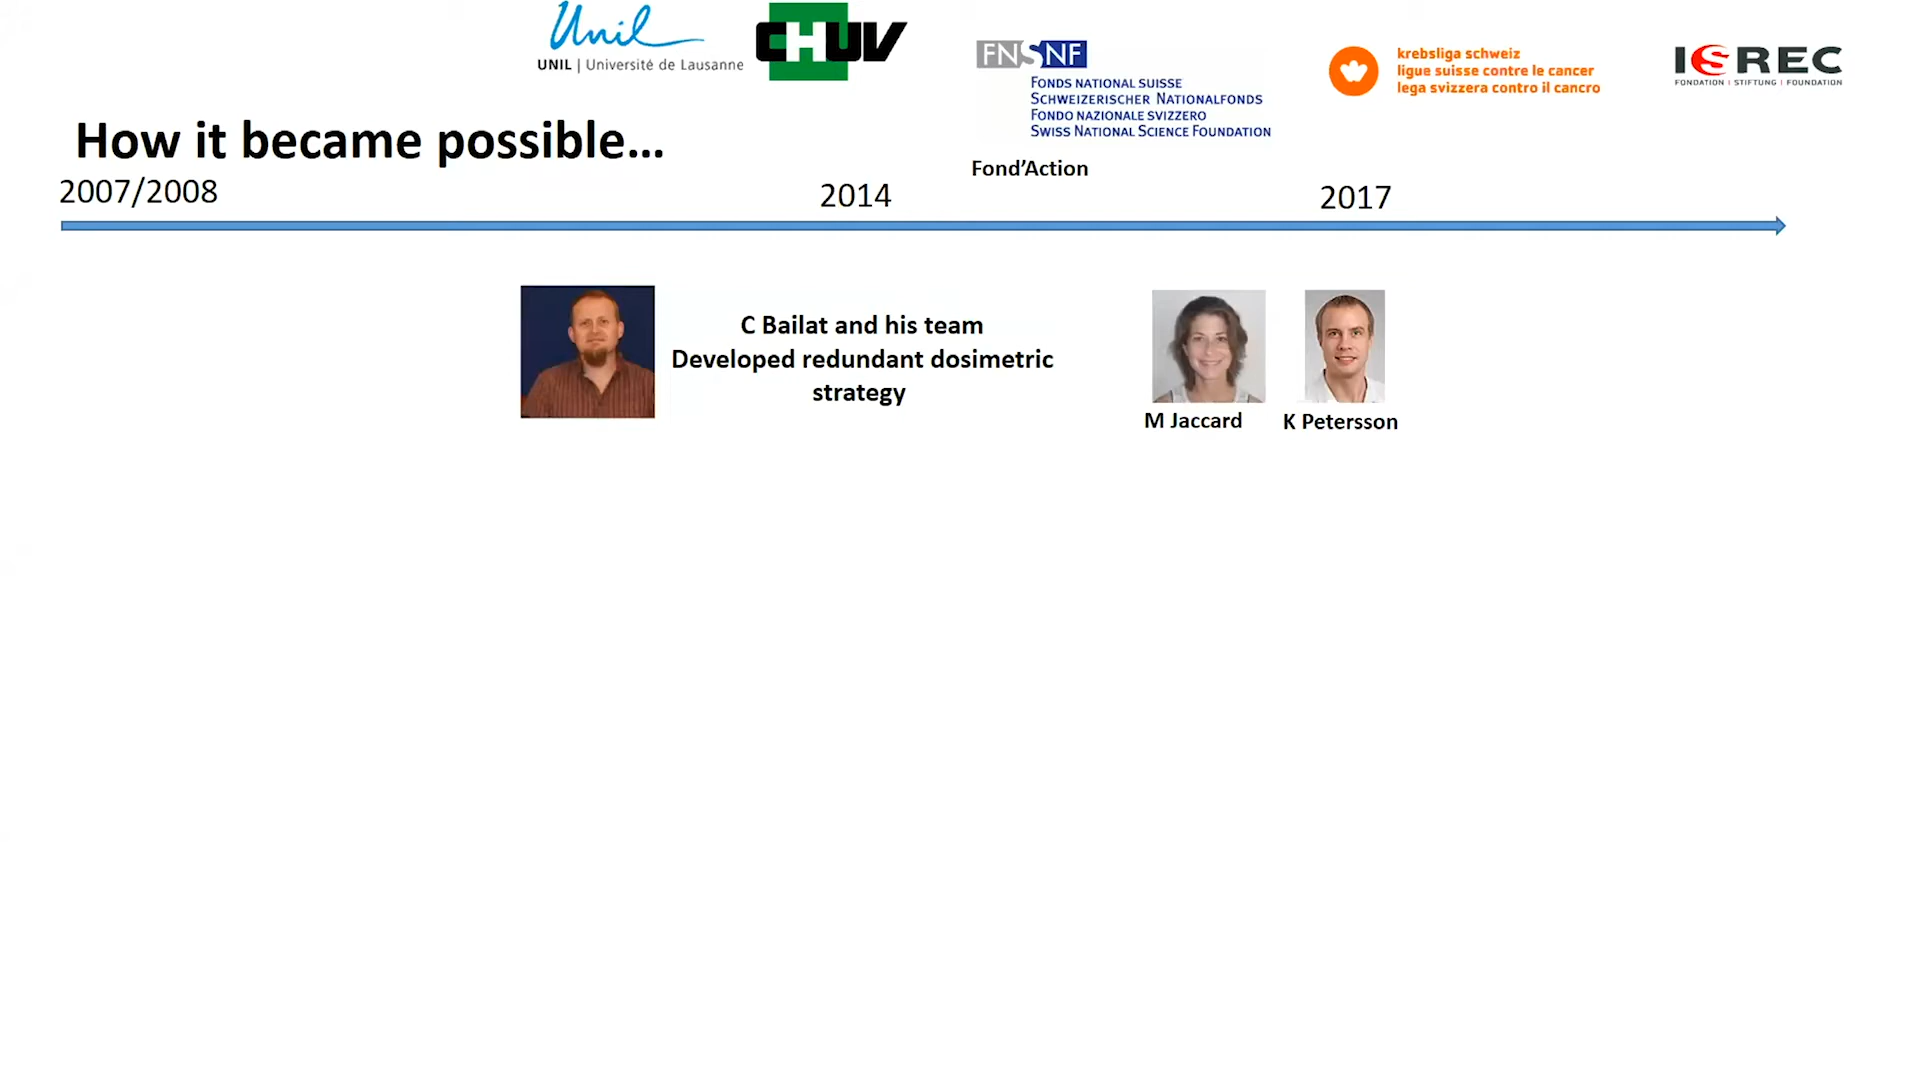 Unil
UNIL | Université de Lausanne
CHUV
FNSNF
FONDS NATIONAL SUISSE
SCHWEIZERISCHER NATIONALFONDS
FONDO NAZIONALE SVIZZERO
SWISS NATIONAL SCIENCE FOUNDATION
krebsliga schweiz
ligue suisse contre le cancer
lega svizzera contro il cancro
ISREC
FONDATION | STIFTUNG | FOUNDATION
How it became possible...
Fond'Action
2007/2008
2014
2017
C Bailat and his team
Developed redundant dosimetric
strategy
M Jaccard
K Petersson